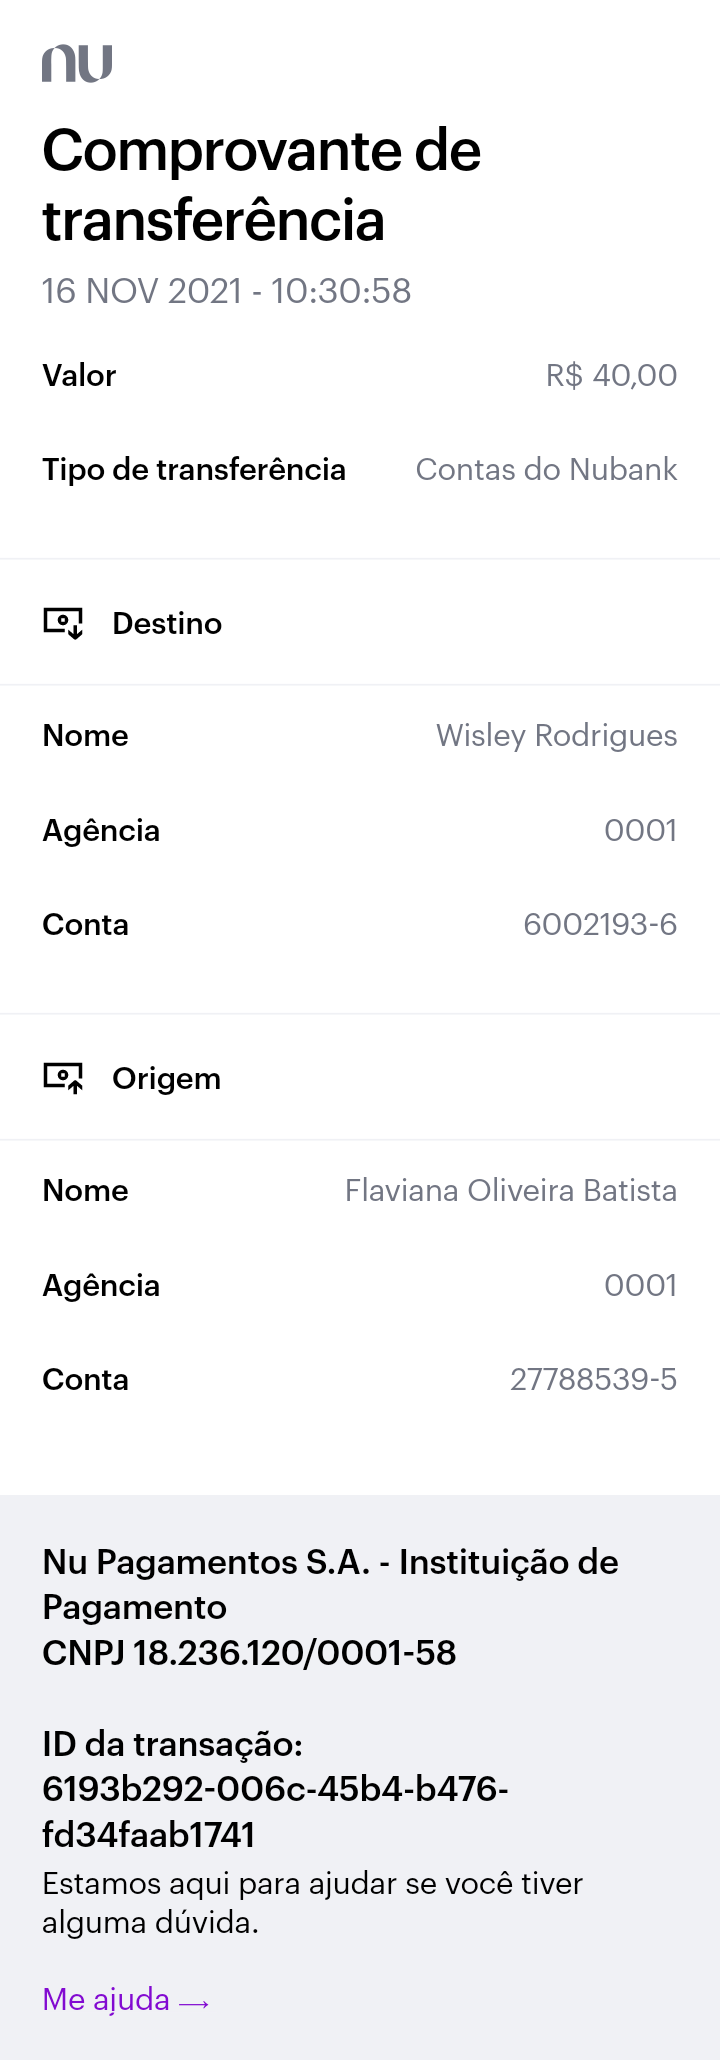 nu
Comprovante de
transferência
16 NOV 2021 - 10:30:58
Valor R$ 40,00
Tipo de transferência Contas do Nubank
Destino
Nome Wisley Rodrigues
Agência 0001
Conta 6002193-6
Origem
Nome Flaviana Oliveira Batista
Agência 0001
Conta 27788539-5
Nu Pagamentos S.A. - Instituição de
Pagamento
CNPJ 18.236.120/0001-58
ID da transação:
6193b292-006c-45b4-b476-
fd34faab1741
Estamos aqui para ajudar se você tiver
alguma dúvida.
Me ajuda →